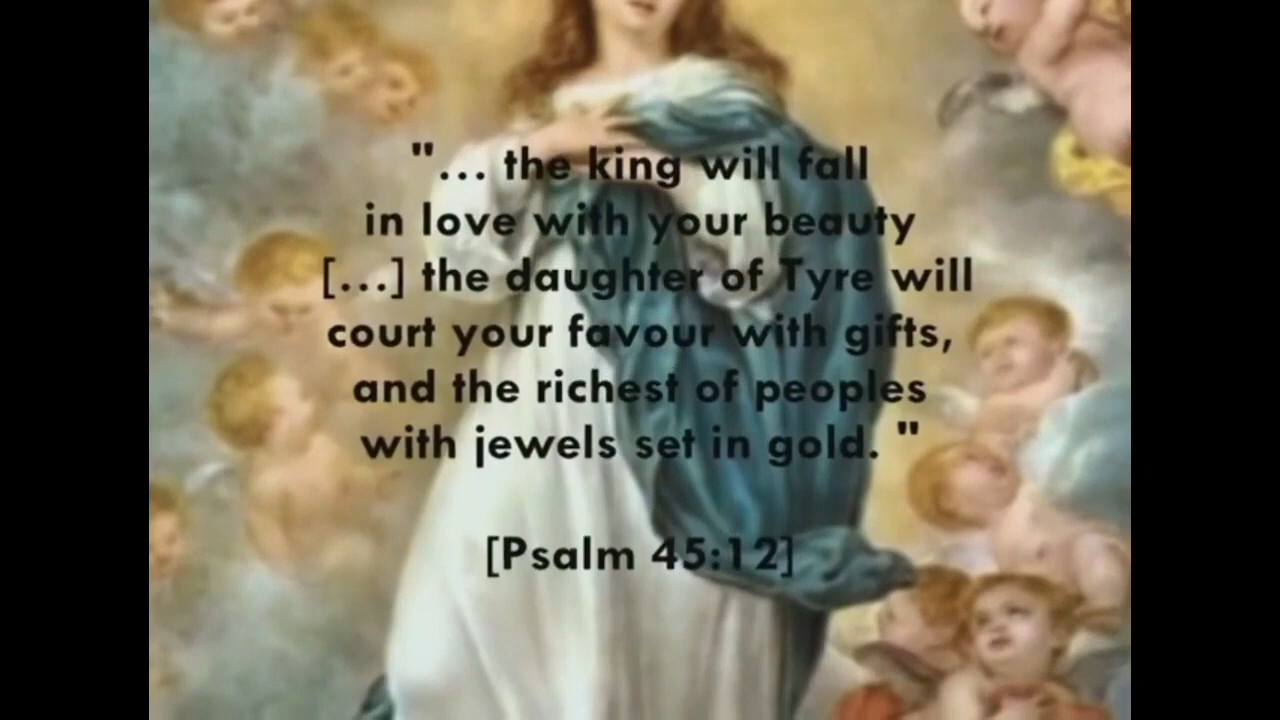 "... the king will fall
in love with your beauty
[...] the daughter of Tyre will
court your favour with gifts,
and the richest of peoples
with jewels set in gold. "
[Psalm 45:12]